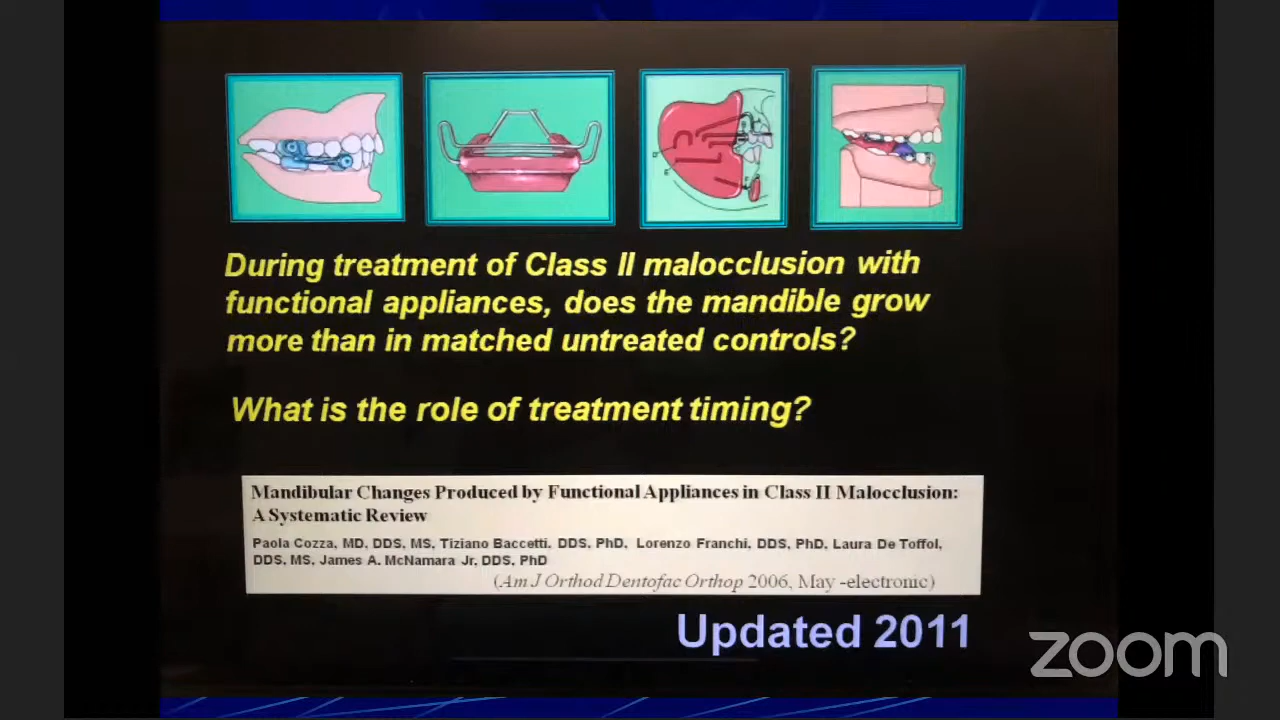 During treatment of Class II malocclusion with
functional appliances, does the mandible grow
more than in matched untreated controls?
What is the role of treatment timing?
Mandibular Changes Produced by Functional Appliances in Class II Malocclusion:
A Systematic Review
Paola Cozza, MD, DDS, MS, Tiziano Baccetti, DDS, PhD, Lorenzo Franchi, DDS, PhD, Laura De Toffol,
DDS, MS, James A. McNamara Jr, DDS, PhD
(Am J Orthod Dentofac Orthop 2006, May -electronic)
Updated 2011
zoom